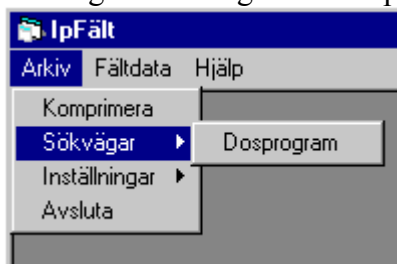 IpFält
Arkiv Fältdata Hjälp
Komprimera
Sökvägar Dosprogram
Inställningar
Avsluta